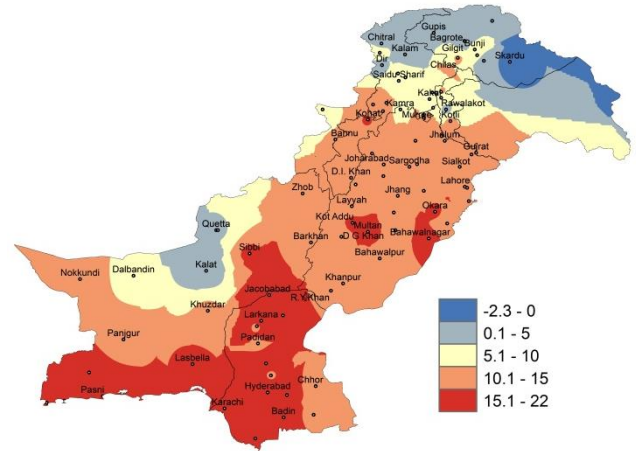 Gupis
Chitral
Bagrote
Kalam
Bunji
Gilgit
Skardu
Dir
Chilas
Saidu Sharif
Kakul
Kamra
Rawalakot
Kohat
Murree
Kotli
Bannu
Jhelum
Gujrat
Joharabad
Sargodha
Sialkot
D.I. Khan
Zhob
Jhang
Lahore
Layyah
Okara
Kot Addu
Quetta
Multan
D G Khan
Bahawalnagar
Barkhan
Sibbi
Bahawalpur
Kalat
Nokkundi
Dalbandin
Khanpur
Jacobabad
R.Y.Khan
Khuzdar
Larkana
Panjgur
Padidan
Lasbella
Pasni
Hyderabad
Chhor
Karachi
Badin
-2.3 - 0
0.1 - 5
5.1 - 10
10.1 - 15
15.1 - 22